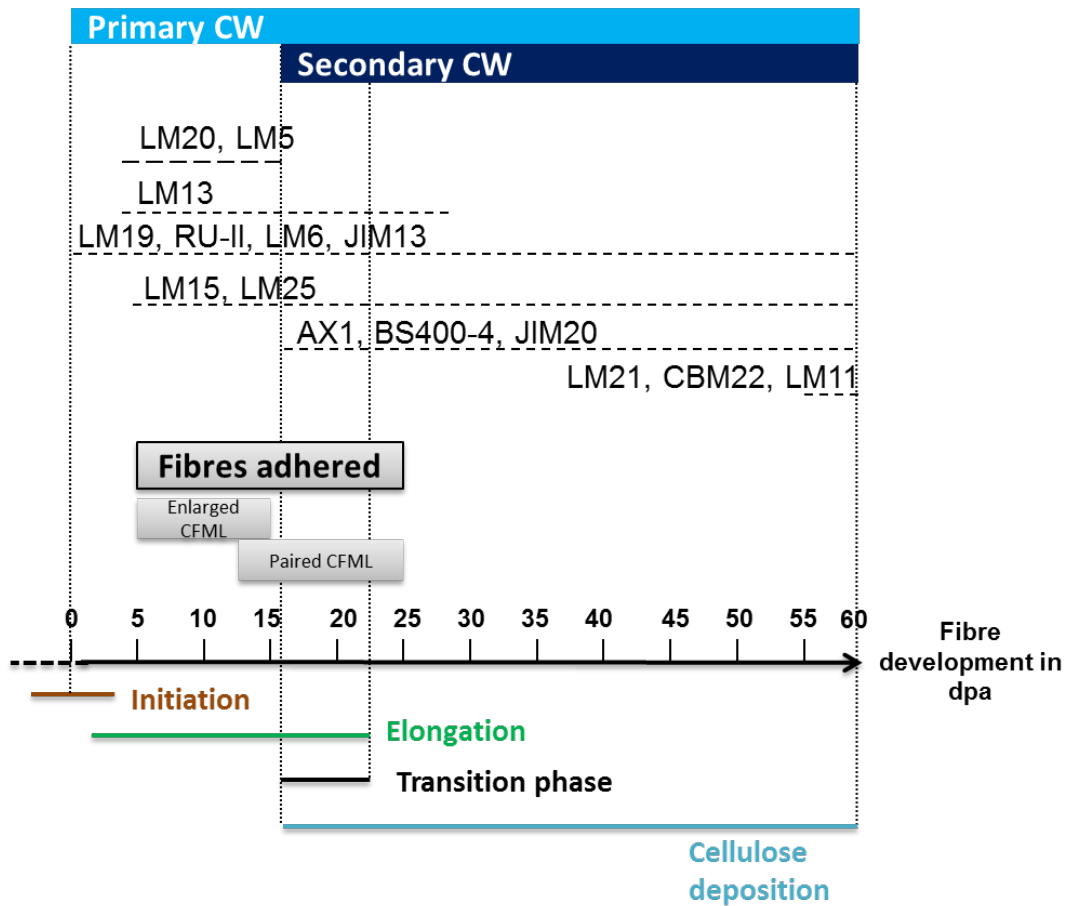 Primary CW
Secondary CW
LM20, LM5
LM13
LM19, RU-II, LM6, JIM13
LM15, LM25
AX1, BS400-4, JIM20
LM21, CBM22, LM11
Fibres adhered
Enlarged
CFML
Paired CFML
0 5 10 15 20 25 30 35 40 45 50 55 60
Fibre
development in
dpa
Initiation
Elongation
Transition phase
Cellulose
deposition